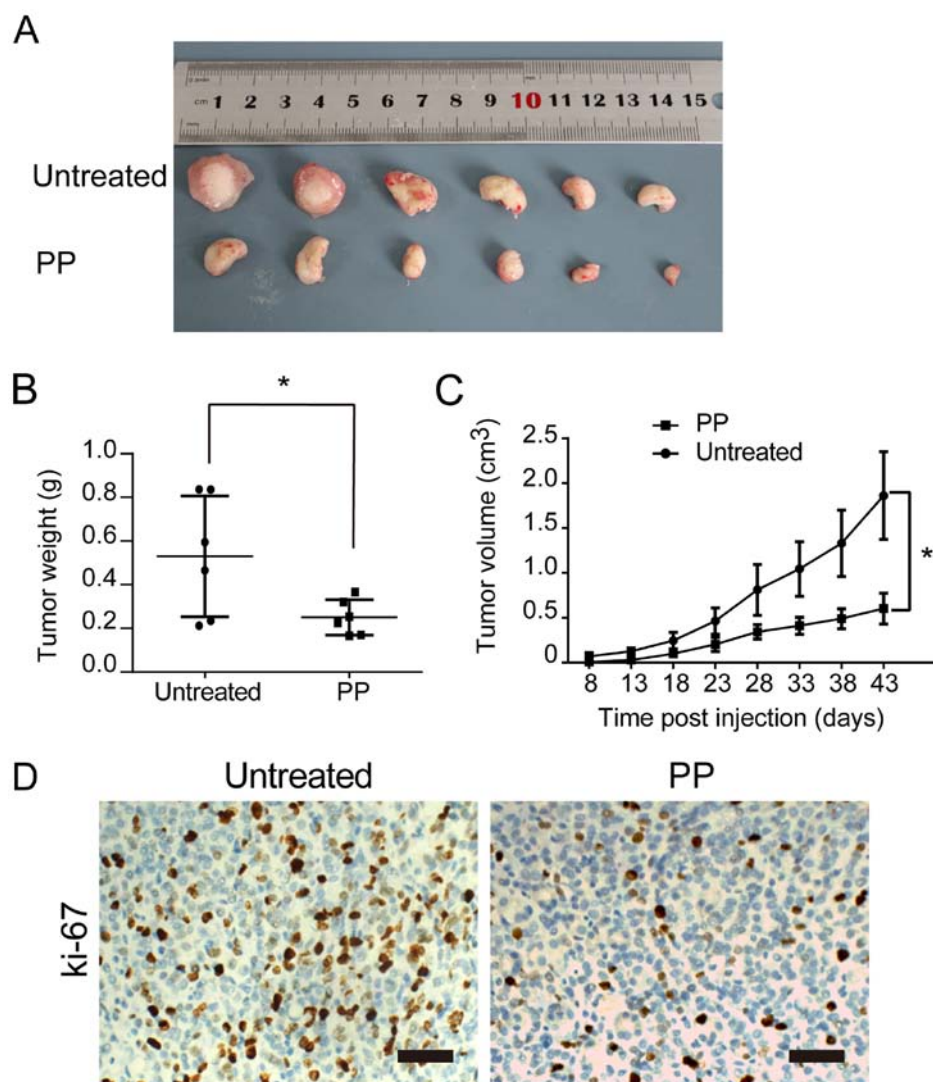 A
0.5mm
mm
cm 1 2 3 4 5 6 7 8 9 10 11 12 13 14 15
Untreated
PP
B
*
Tumor weight (g)
1.0
0.8
0.6
0.4
0.2
0.0
Untreated
PP
C
PP
Untreated
Tumor volume (cm³)
2.5
2.0
1.5
1.0
0.5
0
*
8 13 18 23 28 33 38 43
Time post injection (days)
D
Untreated PP
ki-67